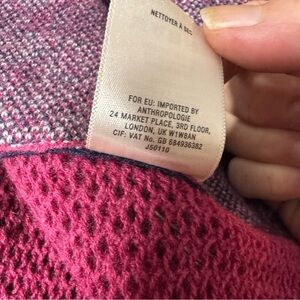 NETTOYER À SEC
FOR EU: IMPORTED BY
ANTHROPOLOGIE
24 MARKET PLACE, 3RD FLOOR,
LONDON, UK W1W8AN
CIF: VAT No. GB 684936382
J50110